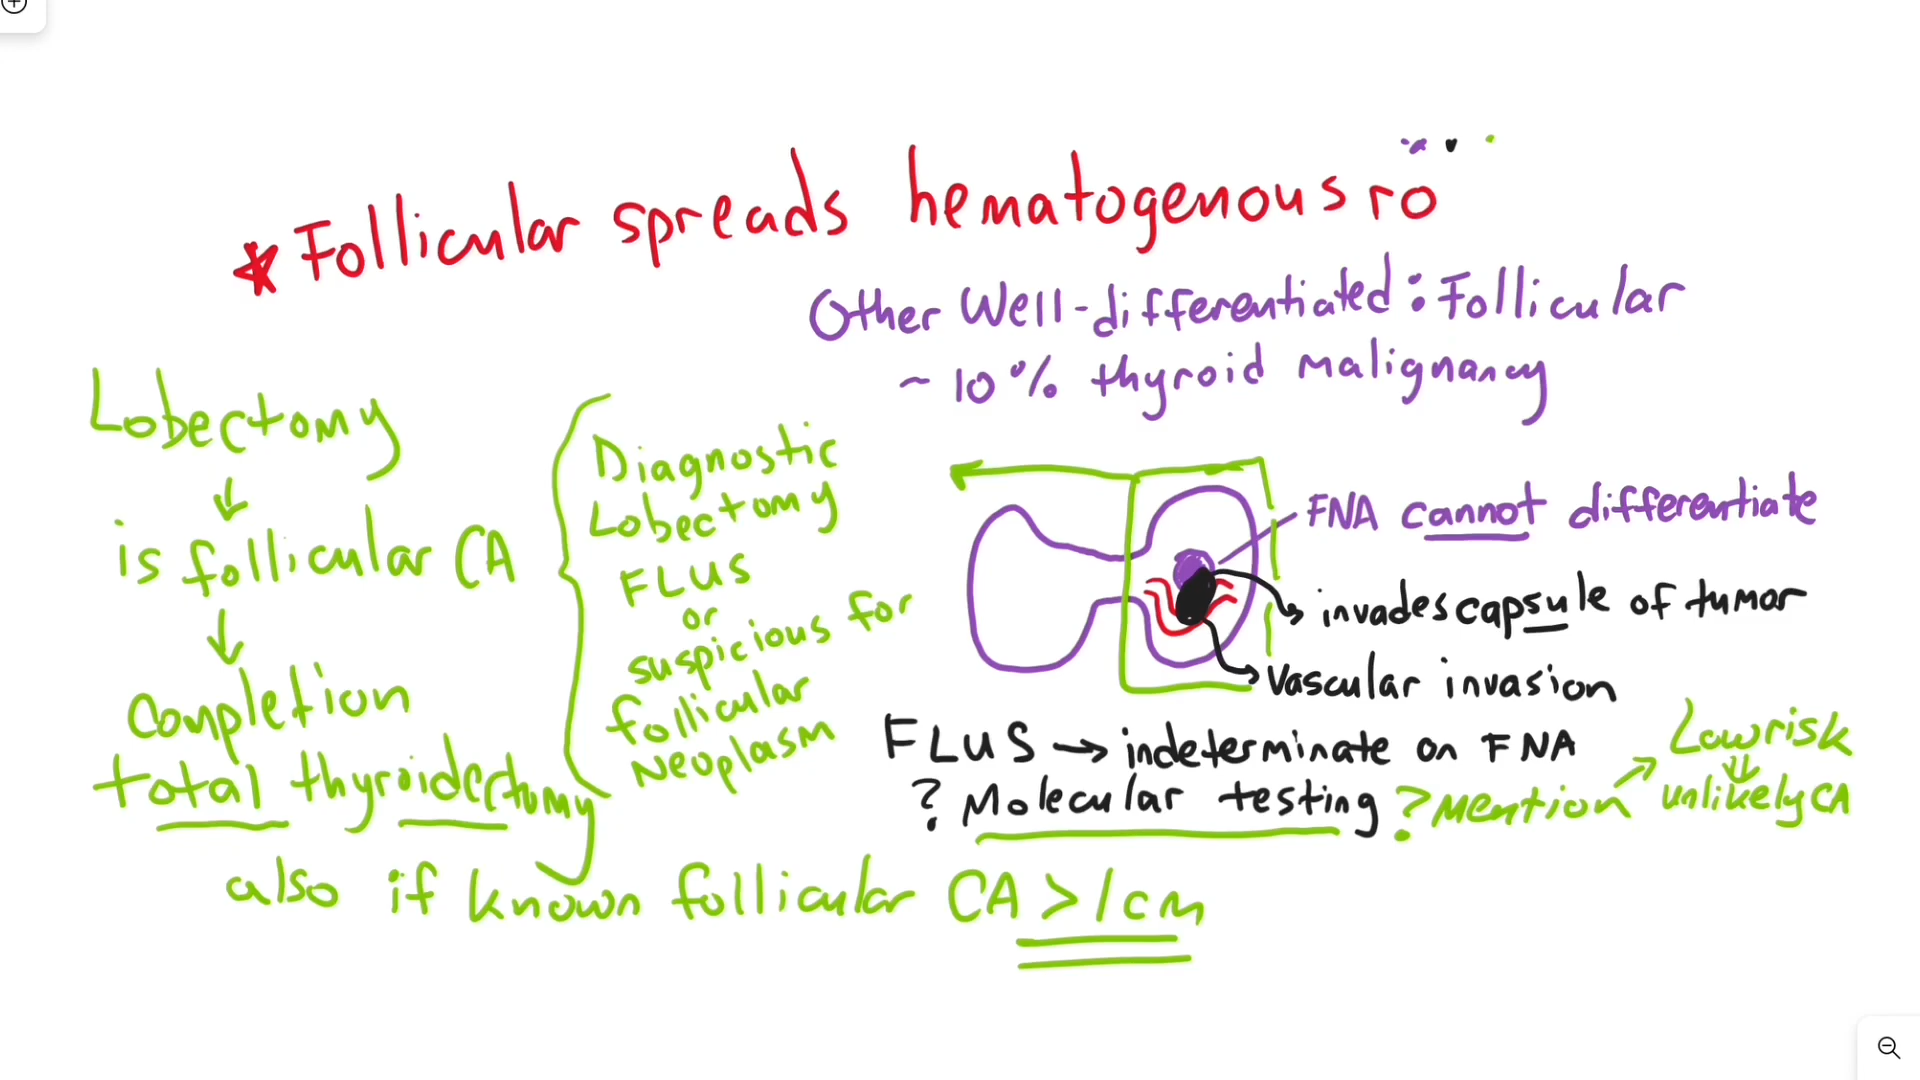 * Follicular spreads hematogenous ro
Other Well-differentiated: Follicular
~ 10% thyroid malignancy
Lobectomy
↓
is follicular CA
↓
Completion
total thyroidectomy
also if known follicular CA > 1cm
Diagnostic
Lobectomy
FLUS
or
suspicious for
follicular
Neoplasm
FNA cannot differentiate
invades capsule of tumor
Vascular invasion
FLUS → indeterminate on FNA
? Molecular testing
? Mention
Low risk
unlikely CA